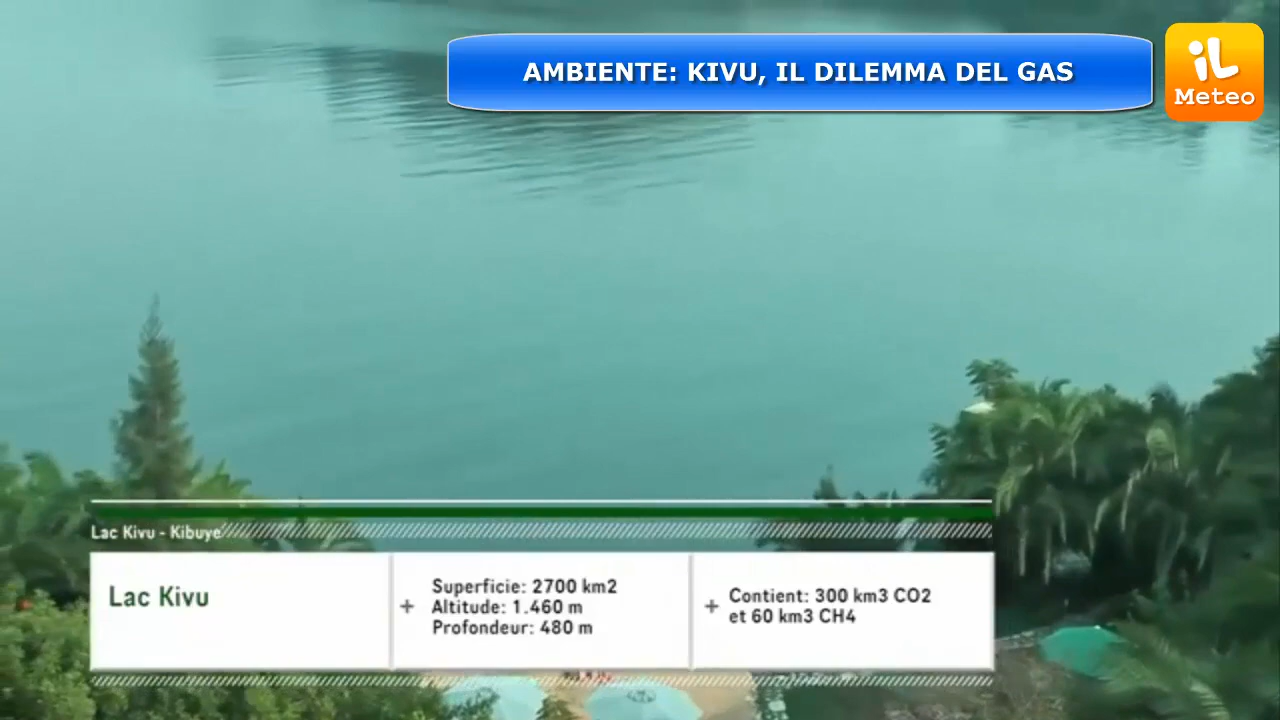 AMBIENTE: KIVU, IL DILEMMA DEL GAS
iL
Meteo
Lac Kivu - Kibuye
Lac Kivu
+ Superficie: 2700 km2
Altitude: 1.460 m
Profondeur: 480 m
+ Contient: 300 km3 CO2
et 60 km3 CH4